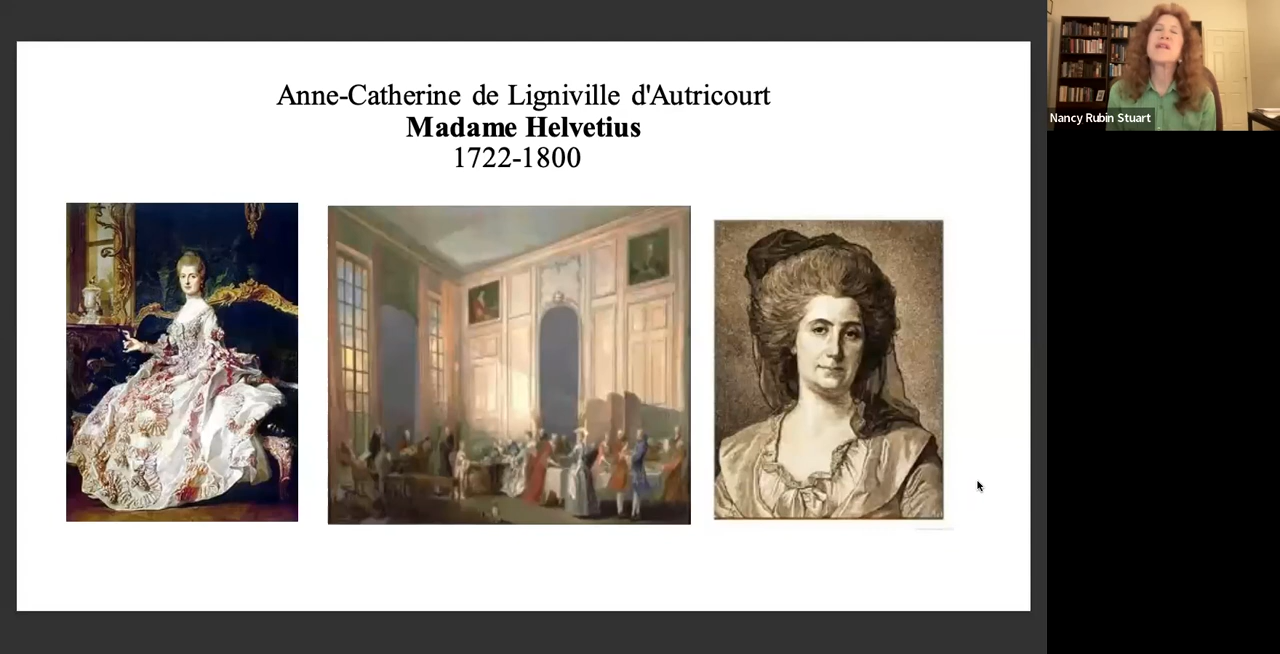 Anne-Catherine de Ligniville d'Autricourt
Madame Helvetius
1722-1800
Nancy Rubin Stuart